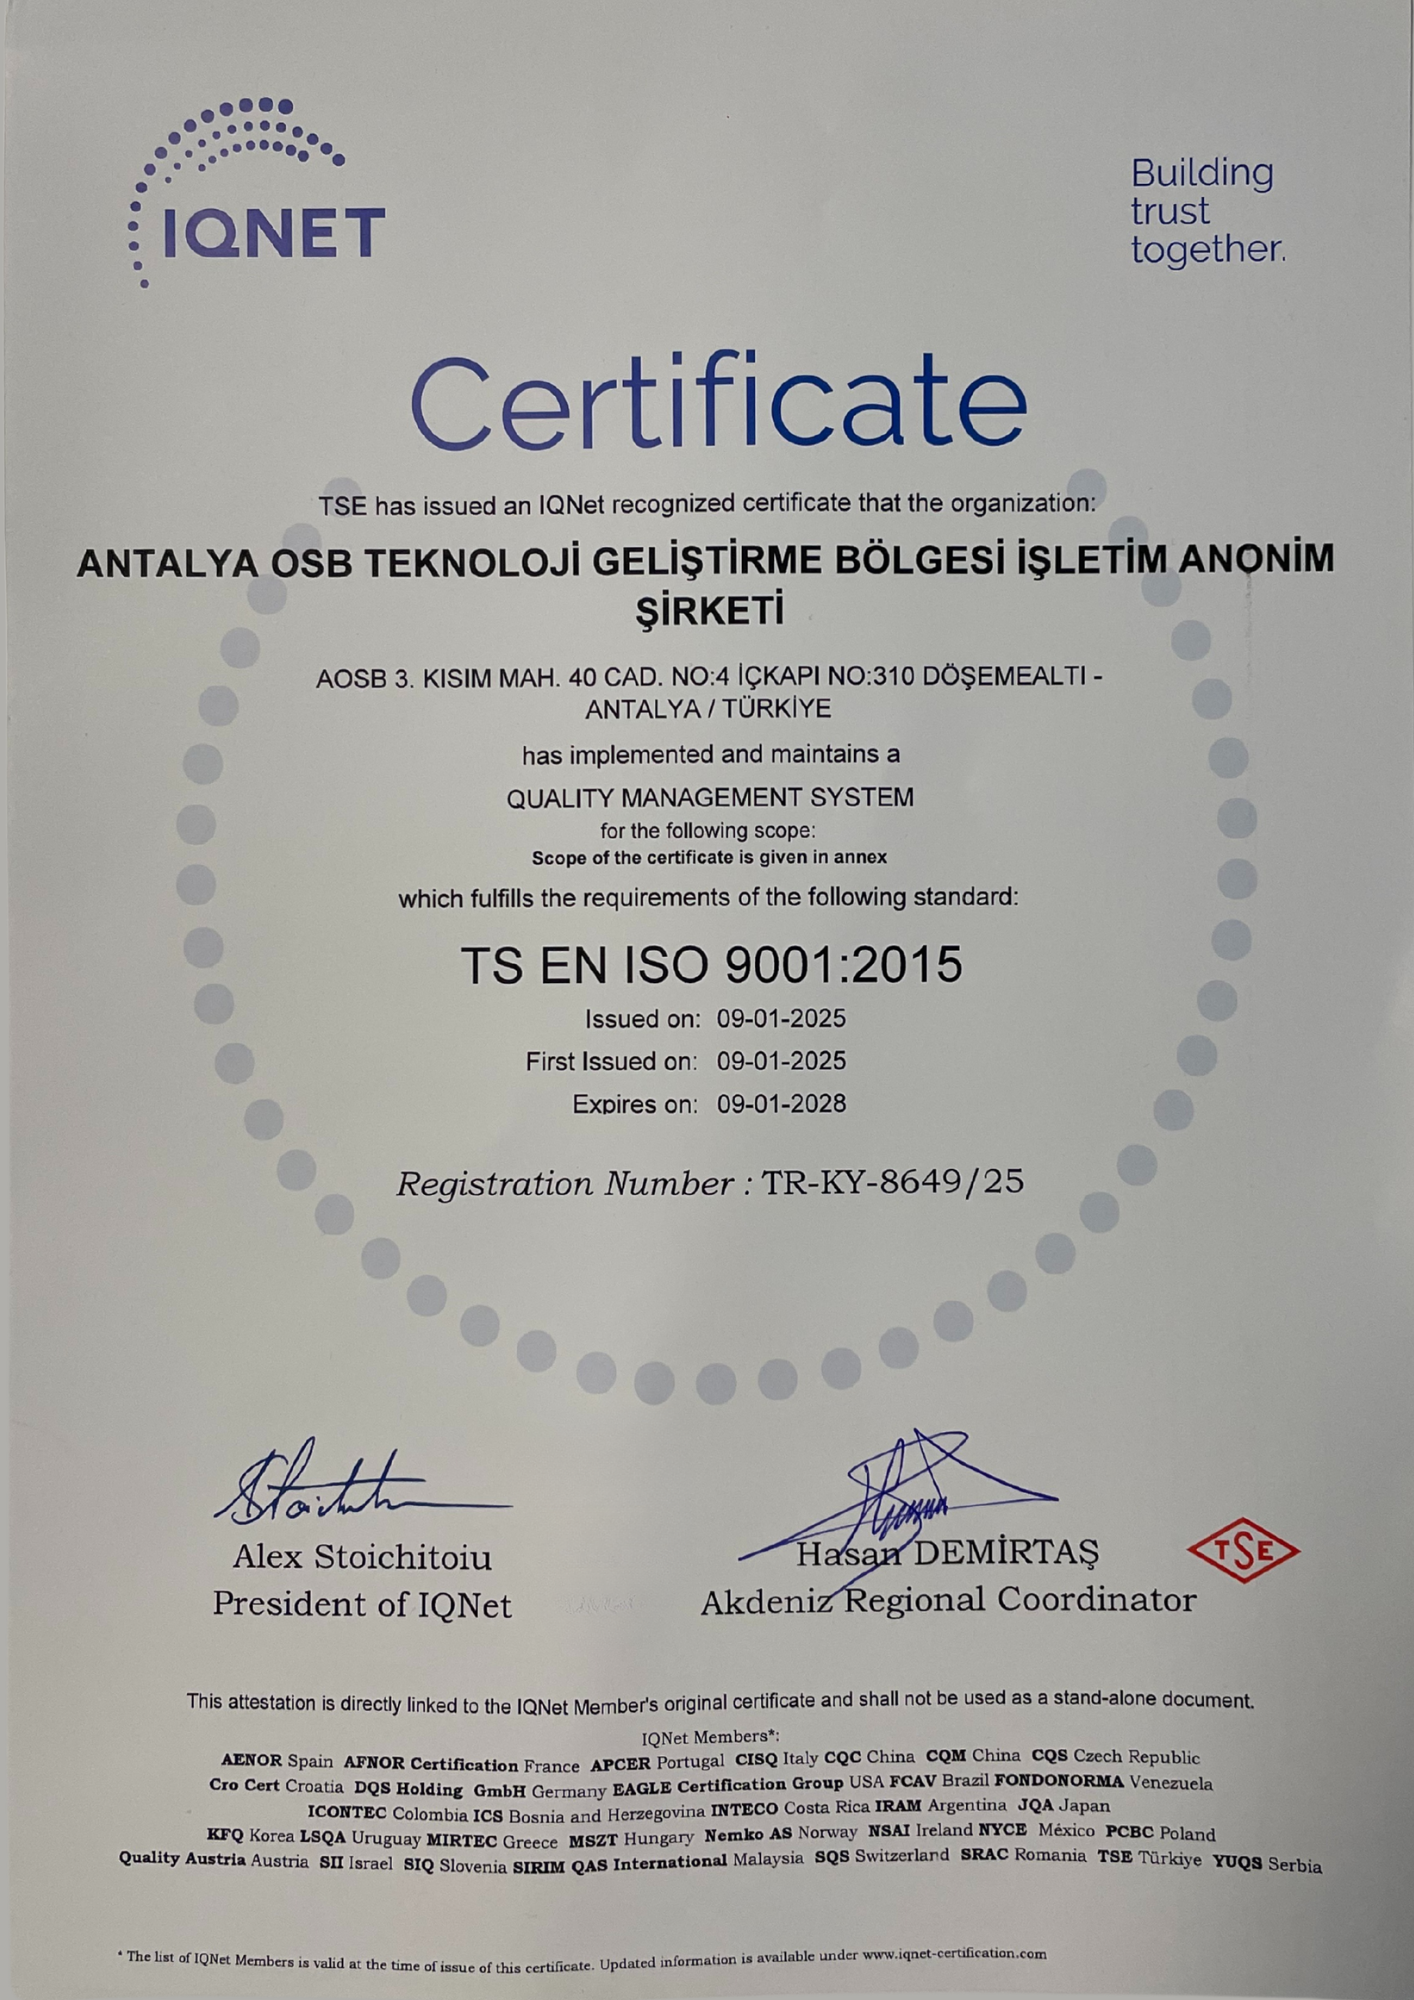 IQNET
Building
trust
together.
Certificate
TSE has issued an IQNet recognized certificate that the organization:
ANTALYA OSB TEKNOLOJİ GELİŞTİRME BÖLGESİ İŞLETİM ANONİM
ŞİRKETİ
AOSB 3. KISIM MAH. 40 CAD. NO:4 İÇKAPI NO:310 DÖŞEMEALTI -
ANTALYA / TÜRKİYE
has implemented and maintains a
QUALITY MANAGEMENT SYSTEM
for the following scope:
Scope of the certificate is given in annex
which fulfills the requirements of the following standard:
TS EN ISO 9001:2015
Issued on: 09-01-2025
First Issued on: 09-01-2025
Expires on: 09-01-2028
Registration Number : TR-KY-8649/25
Alex Stoichitoiu
President of IQNet
Hasan DEMİRTAŞ
Akdeniz Regional Coordinator
TSE
This attestation is directly linked to the IQNet Member's original certificate and shall not be used as a stand-alone document.
IQNet Members*:
AENOR Spain AFNOR Certification France APCER Portugal CISQ Italy CQC China CQM China CQS Czech Republic
Cro Cert Croatia DQS Holding GmbH Germany EAGLE Certification Group USA FCAV Brazil FONDONORMA Venezuela
ICONTEC Colombia ICS Bosnia and Herzegovina INTECO Costa Rica IRAM Argentina JQA Japan
KFQ Korea LSQA Uruguay MIRTEC Greece MSZT Hungary Nemko AS Norway NSAI Ireland NYCE México PCBC Poland
Quality Austria Austria SII Israel SIQ Slovenia SIRIM QAS International Malaysia SQS Switzerland SRAC Romania TSE Türkiye YUQS Serbia
* The list of IQNet Members is valid at the time of issue of this certificate. Updated information is available under www.iqnet-certification.com